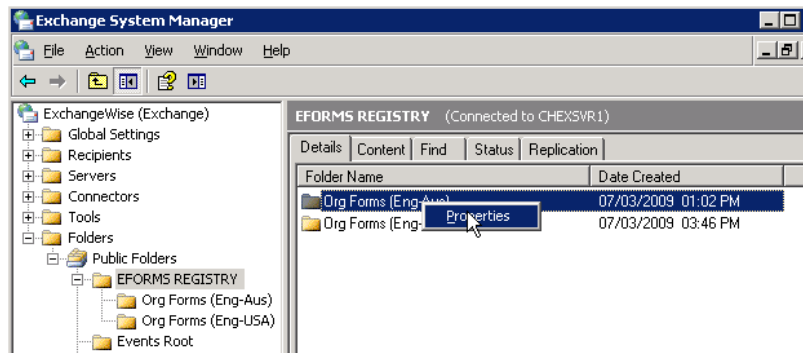 Exchange System Manager
File Action View Window Help
ExchangeWise (Exchange)
Global Settings
Recipients
Servers
Connectors
Tools
Folders
Public Folders
EFORMS REGISTRY
Org Forms (Eng-Aus)
Org Forms (Eng-USA)
Events Root
EFORMS REGISTRY (Connected to CHEXSVR1)
Details Content Find Status Replication
Folder Name Date Created
Org Forms (Eng-Aus) 07/03/2009 01:02 PM
Org Forms (Eng- 07/03/2009 03:46 PM
Properties